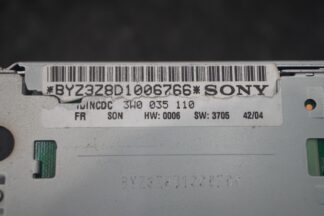 *BYZ3Z8D1006766* SONY
3W0 035 110
FR SON HW: 0006 SW: 3705 42/04